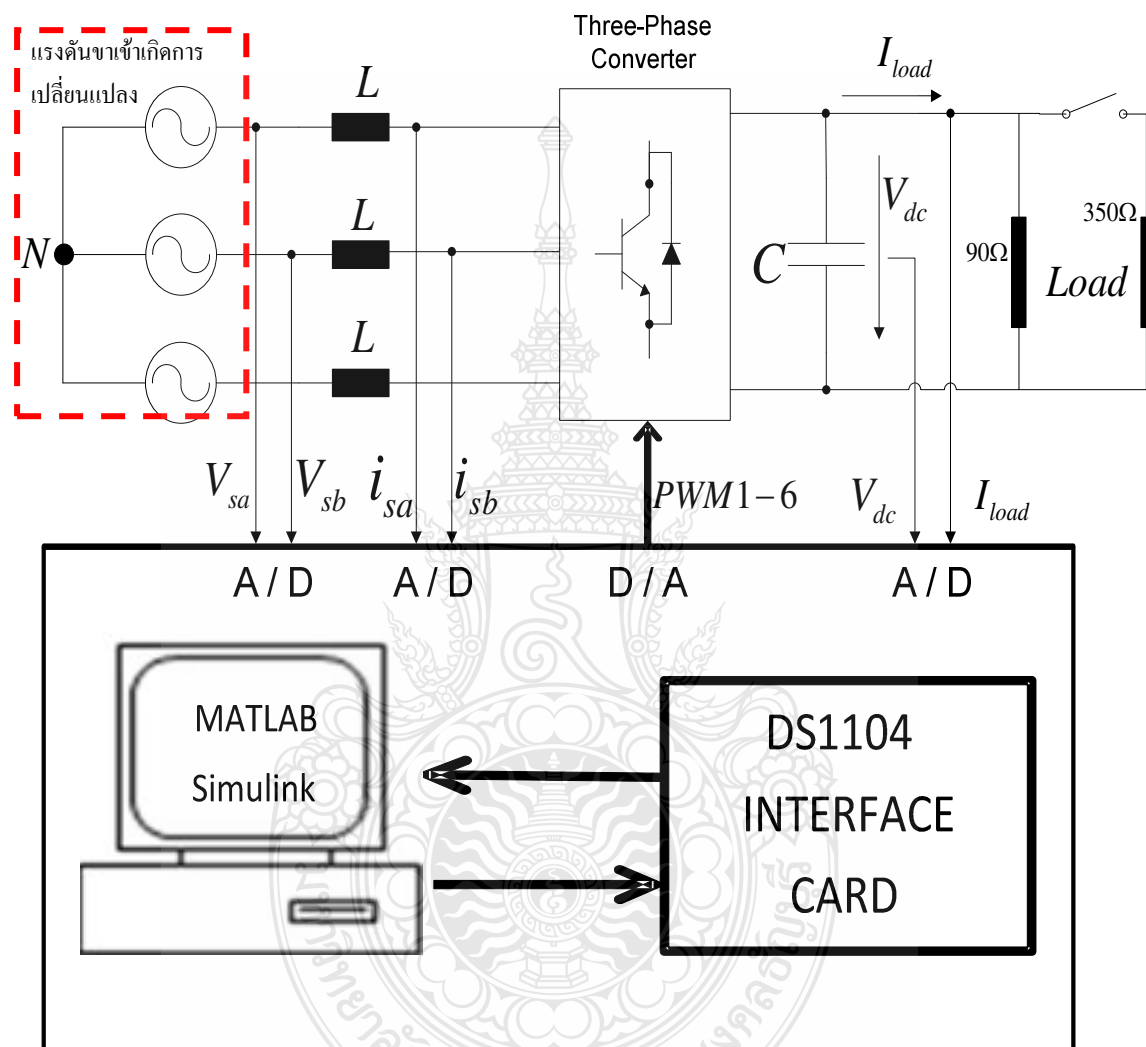 แรงดันขาเข้าเกิดการ
เปลี่ยนแปลง
Three-Phase
Converter
I_load
L
L
L
N
V_dc
C
90Ω
350Ω
Load
V_sa
V_sb
i_sa
i_sb
PWM1-6
V_dc
I_load
A / D
A / D
D / A
A / D
MATLAB
Simulink
DS1104
INTERFACE
CARD